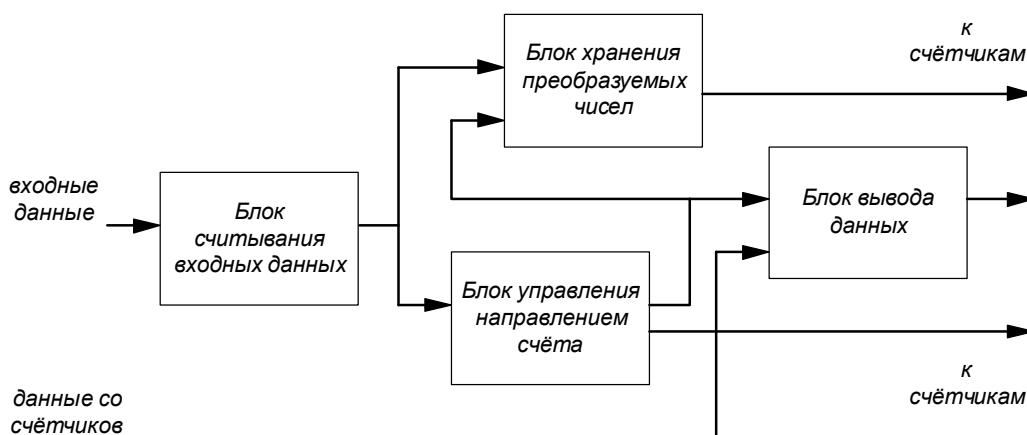 Блок хранения
преобразуемых
чисел
к
счётчикам
входные
данные
Блок
считывания
входных данных
Блок вывода
данных
Блок управления
направлением
счёта
к
счётчикам
данные со
счётчиков